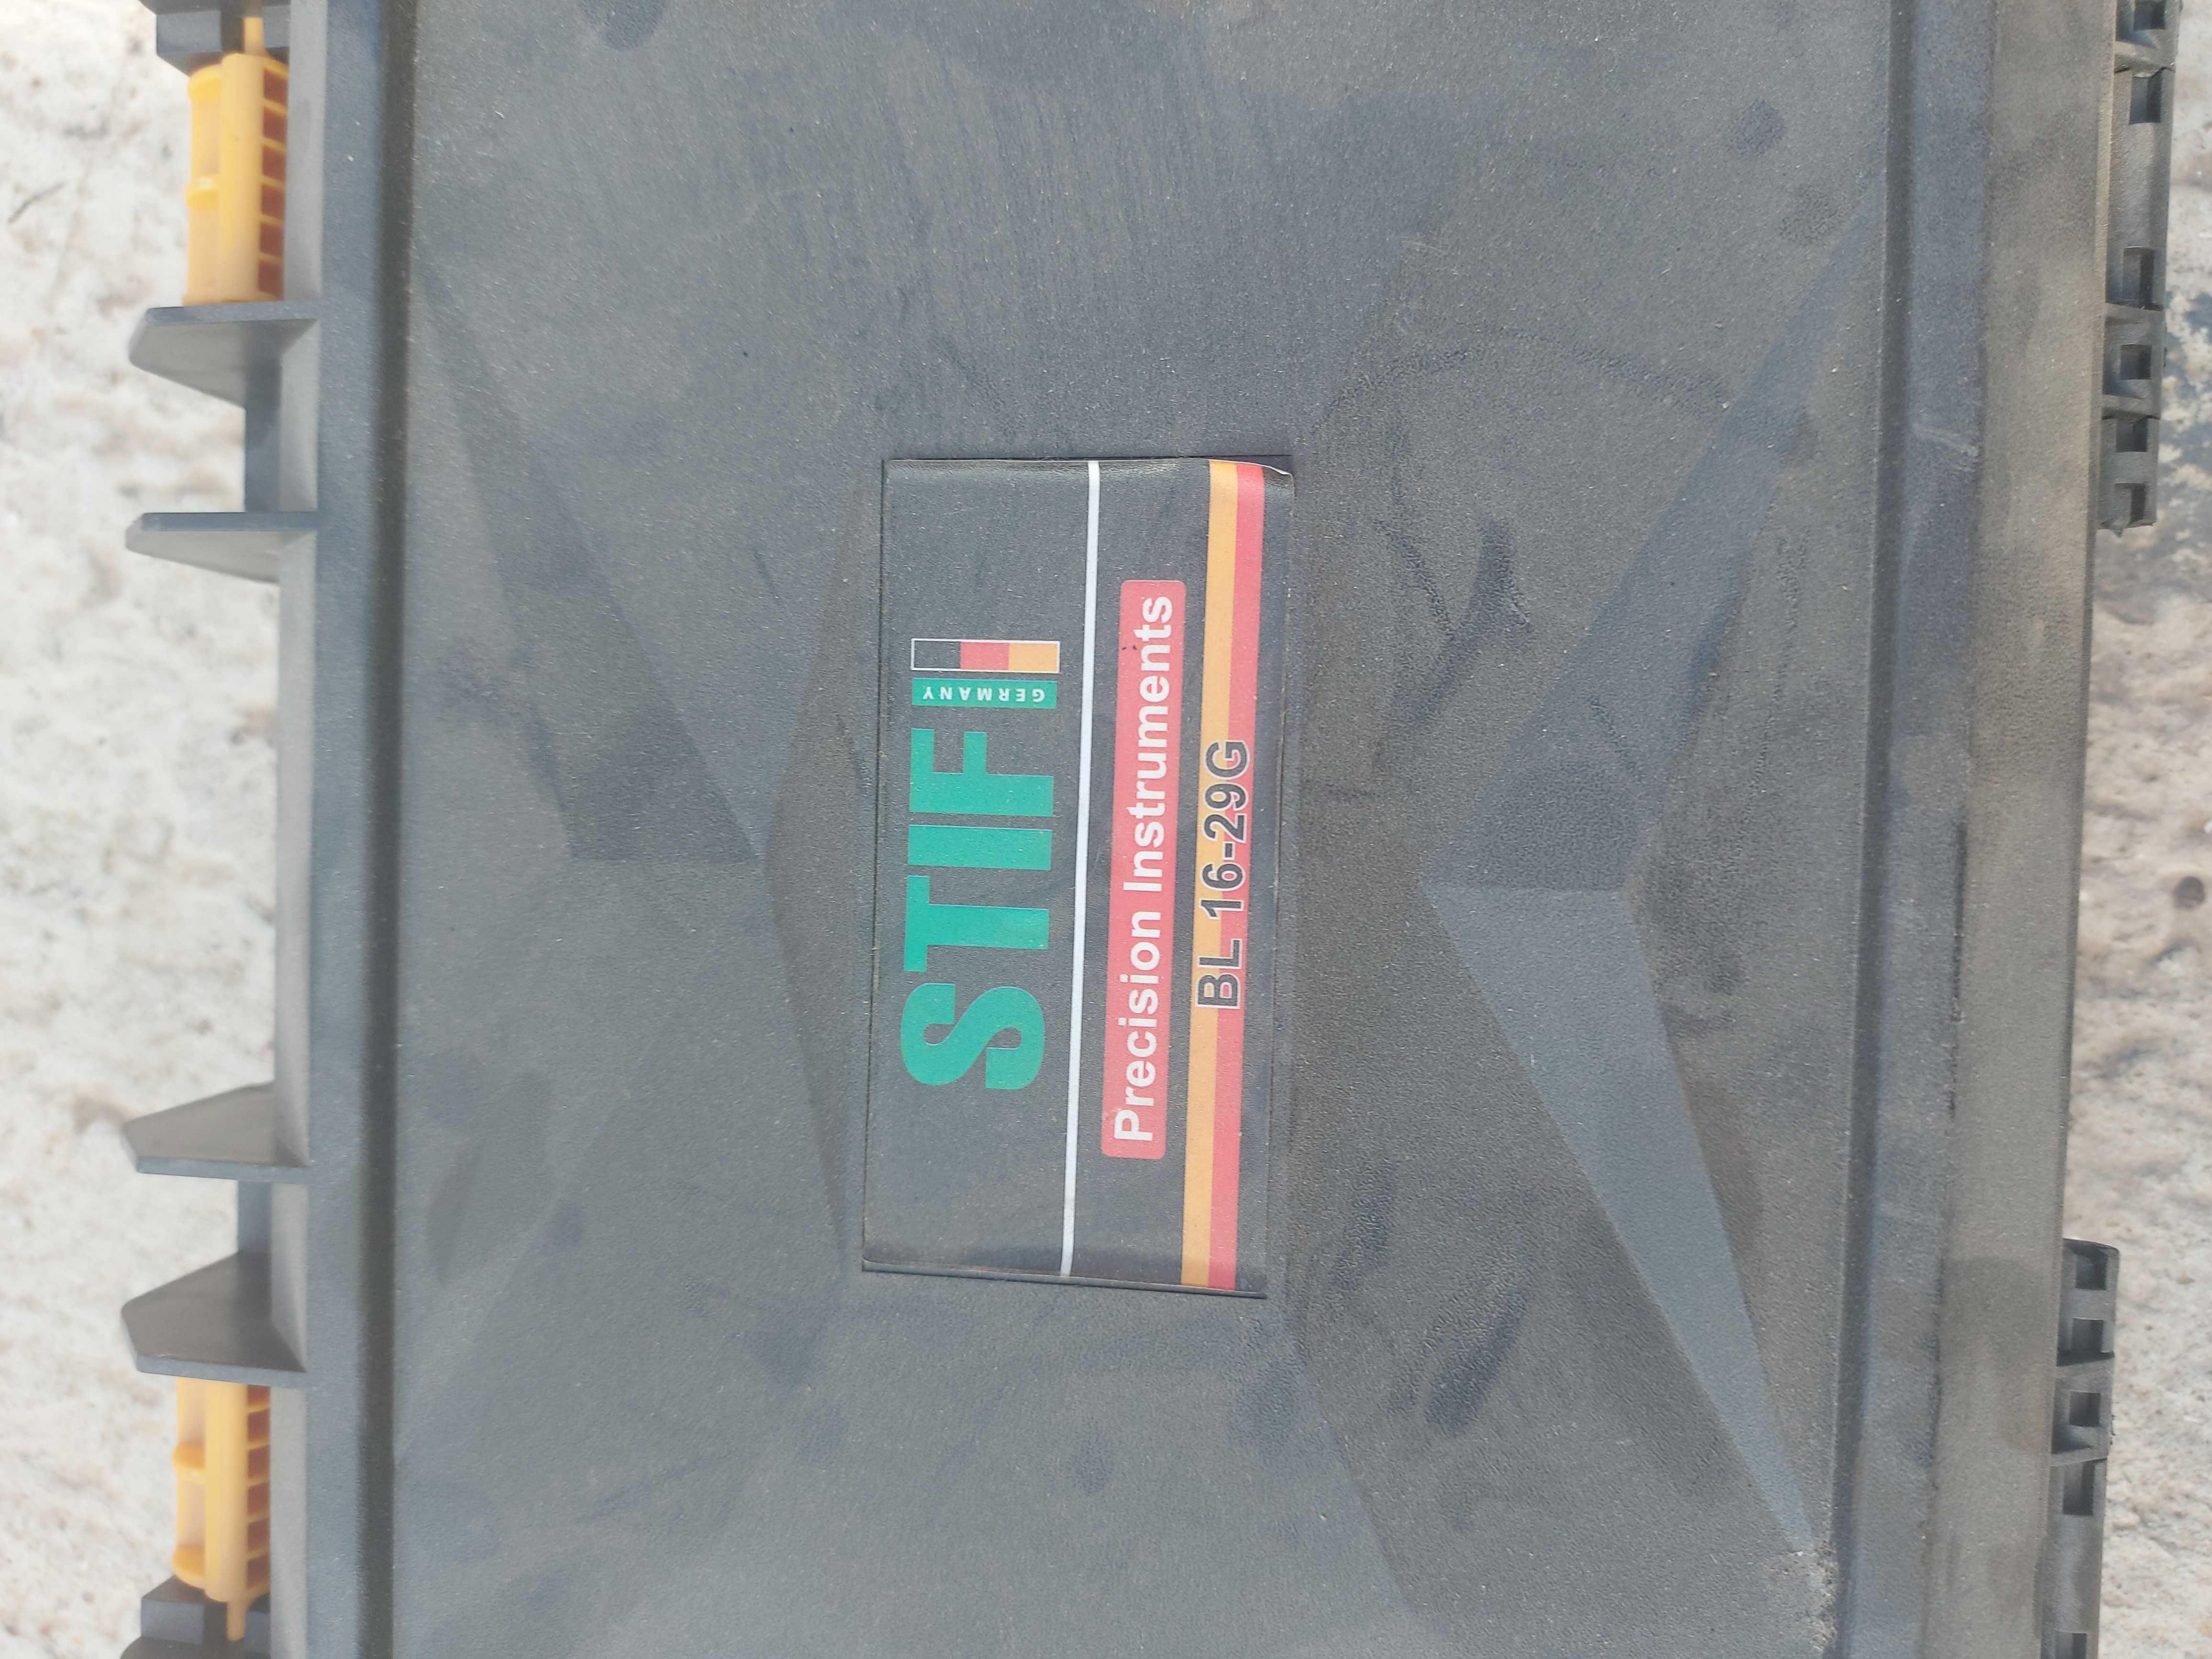 STIF
GERMANY
Precision Instruments
BL 16-29G